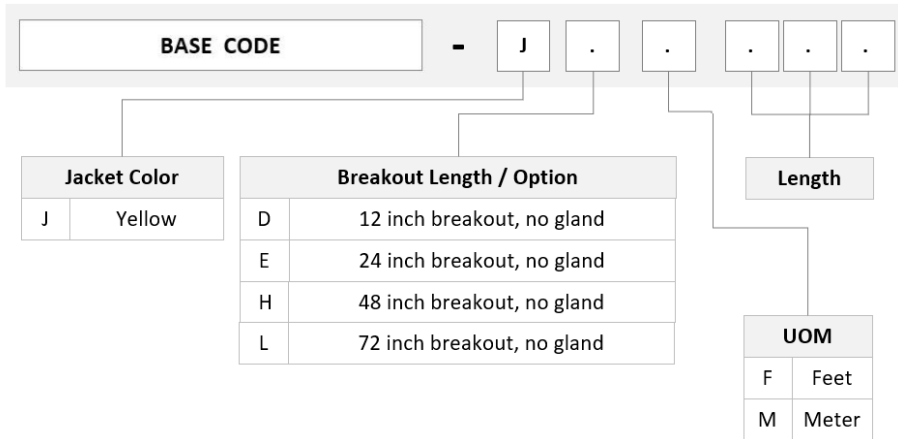 BASE CODE - J . . . . .
Jacket Color
J Yellow
Breakout Length / Option
D 12 inch breakout, no gland
E 24 inch breakout, no gland
H 48 inch breakout, no gland
L 72 inch breakout, no gland
Length
UOM
F Feet
M Meter